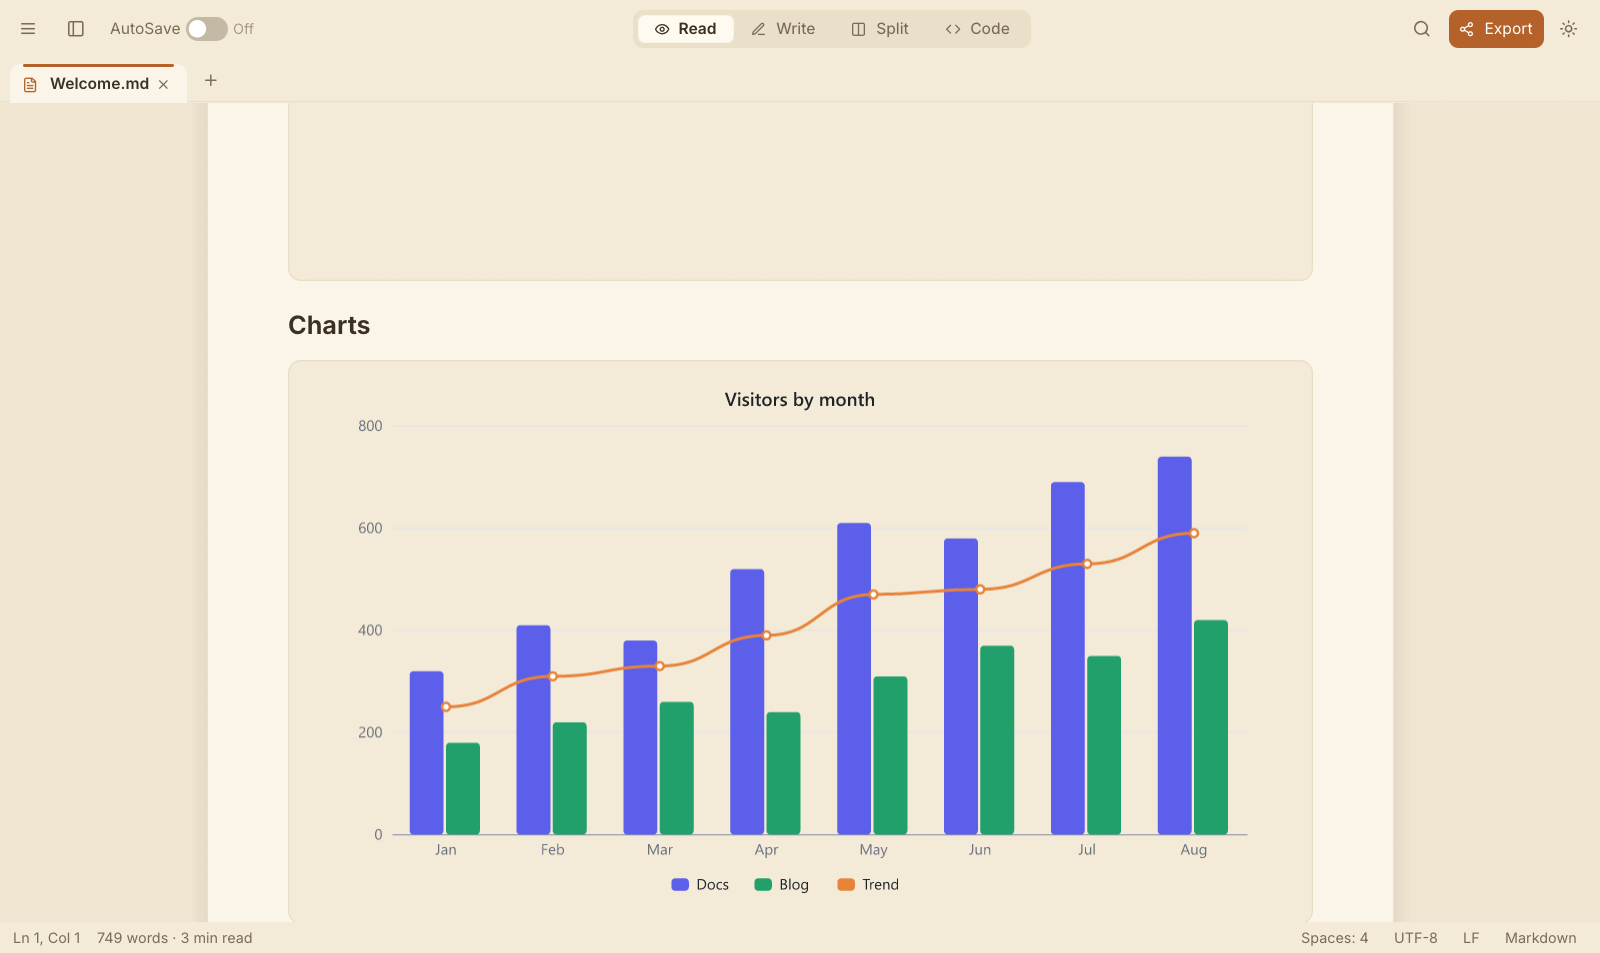 AutoSave Off Read Write Split Code Export
Welcome.md
Charts
Visitors by month
800
600
400
200
0
Jan Feb Mar Apr May Jun Jul Aug
Docs Blog Trend
Ln 1, Col 1 749 words · 3 min read Spaces: 4 UTF-8 LF Markdown